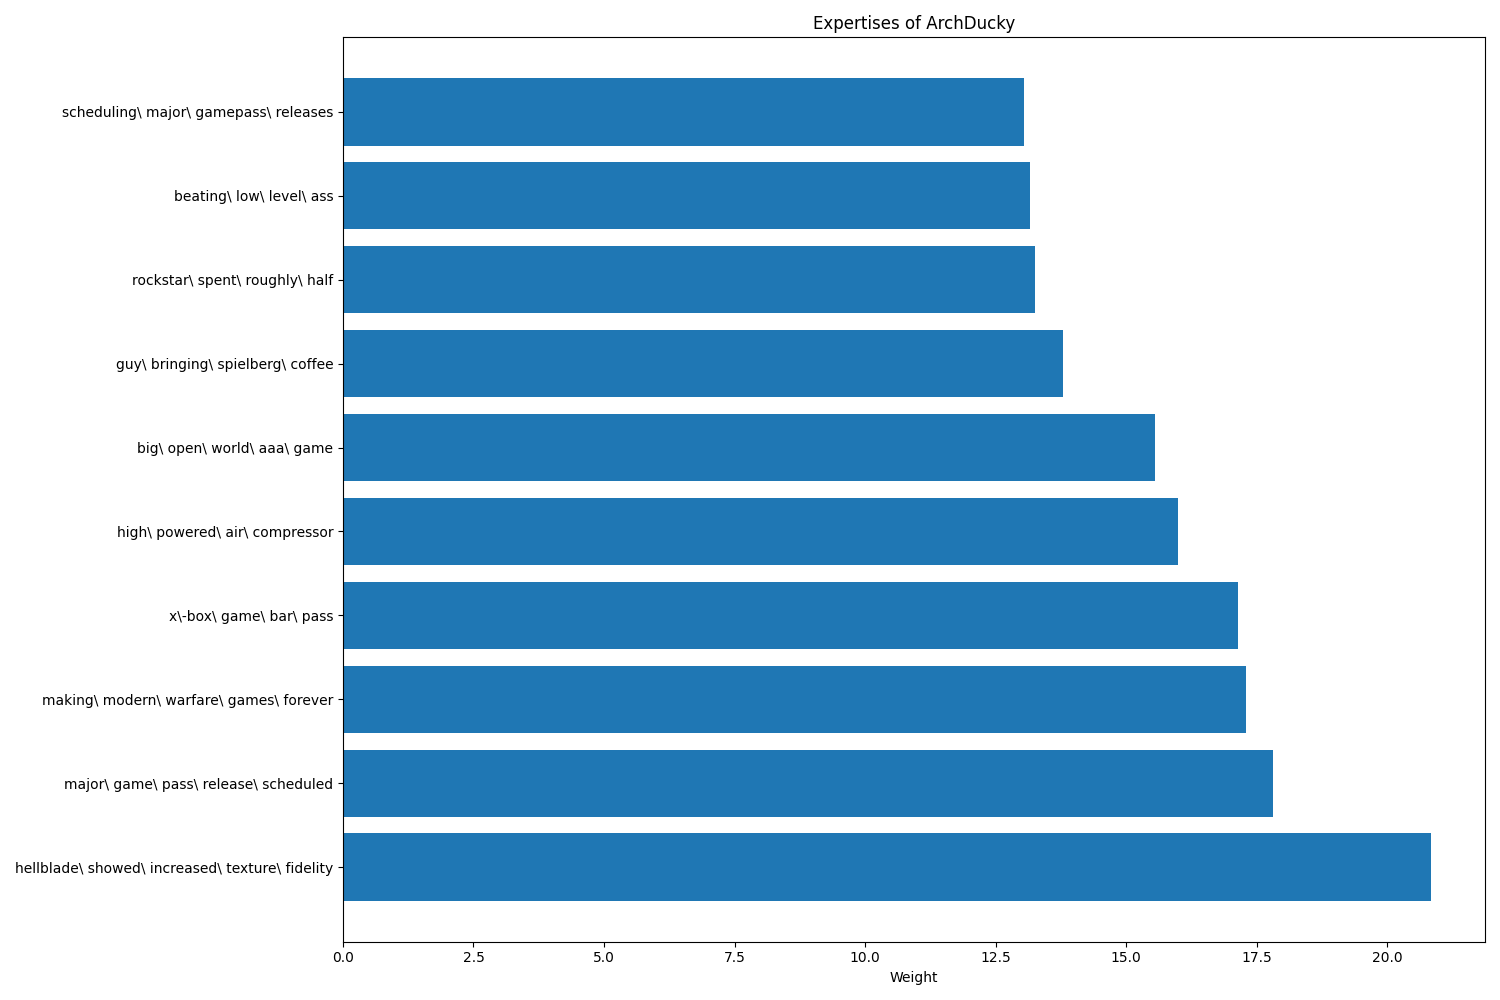 Expertises of ArchDucky
scheduling\ major\ gamepass\ releases
beating\ low\ level\ ass
rockstar\ spent\ roughly\ half
guy\ bringing\ spielberg\ coffee
big\ open\ world\ aaa\ game
high\ powered\ air\ compressor
x\-box\ game\ bar\ pass
making\ modern\ warfare\ games\ forever
major\ game\ pass\ release\ scheduled
hellblade\ showed\ increased\ texture\ fidelity
0.0 2.5 5.0 7.5 10.0 12.5 15.0 17.5 20.0
Weight